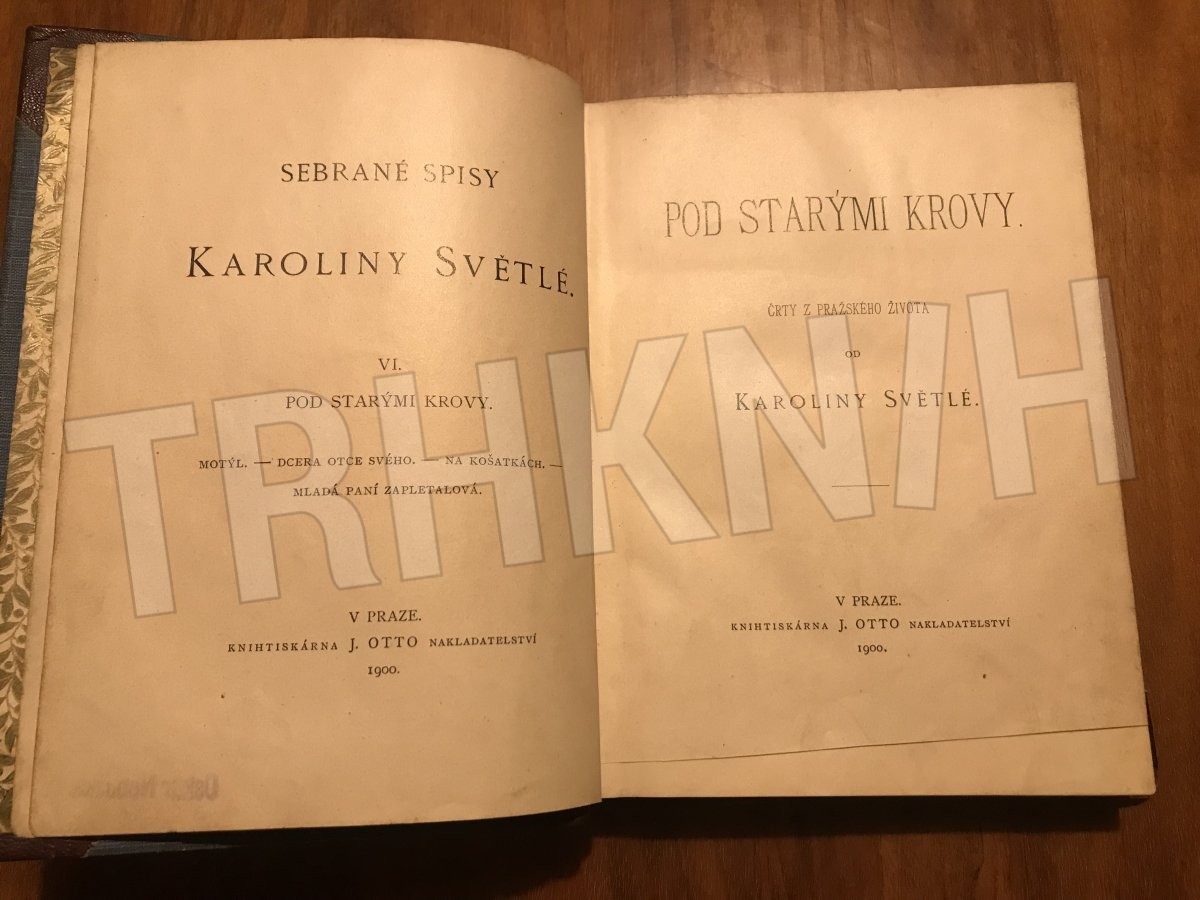 SEBRANÉ SPISY
KAROLINY SVĚTLÉ.
VI.
POD STARÝMI KROVY.
MOTÝL. — DCERA OTCE SVÉHO. — NA KOŠATKÁCH. —
MLADÁ PANÍ ZAPLETALOVÁ.
V PRAZE.
KNIHTISKÁRNA J. OTTO NAKLADATELSTVÍ
1900.
POD STARÝMI KROVY.
ČRTY Z PRAŽSKÉHO ŽIVOTA
OD
KAROLINY SVĚTLÉ.
V PRAZE.
KNIHTISKÁRNA J. OTTO NAKLADATELSTVÍ
1900.
TRHKNIH